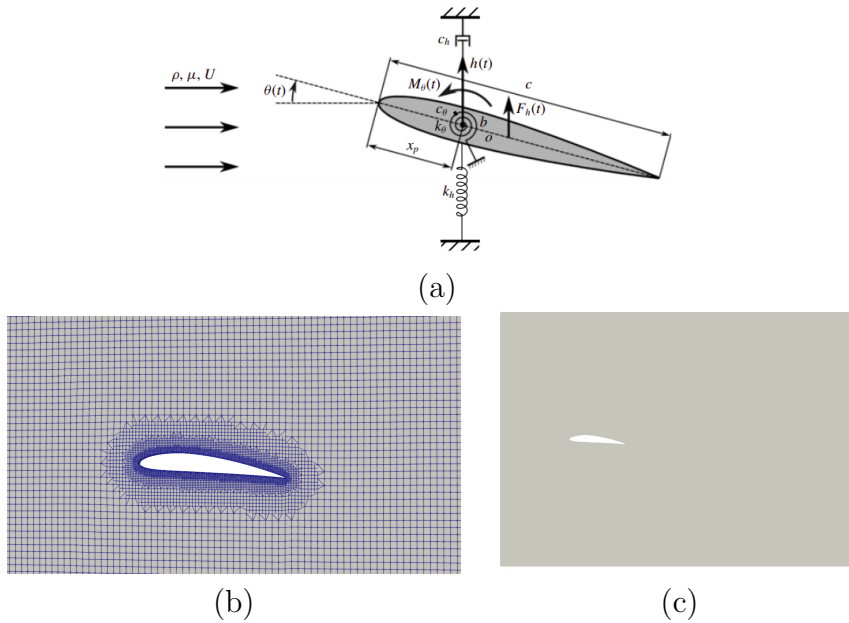 c_h
h(t)
ρ, μ, U
c
M_θ(t)
θ(t)
F_h(t)
c_θ
b
k_θ
o
x_p
k_h
(a)
(b)
(c)